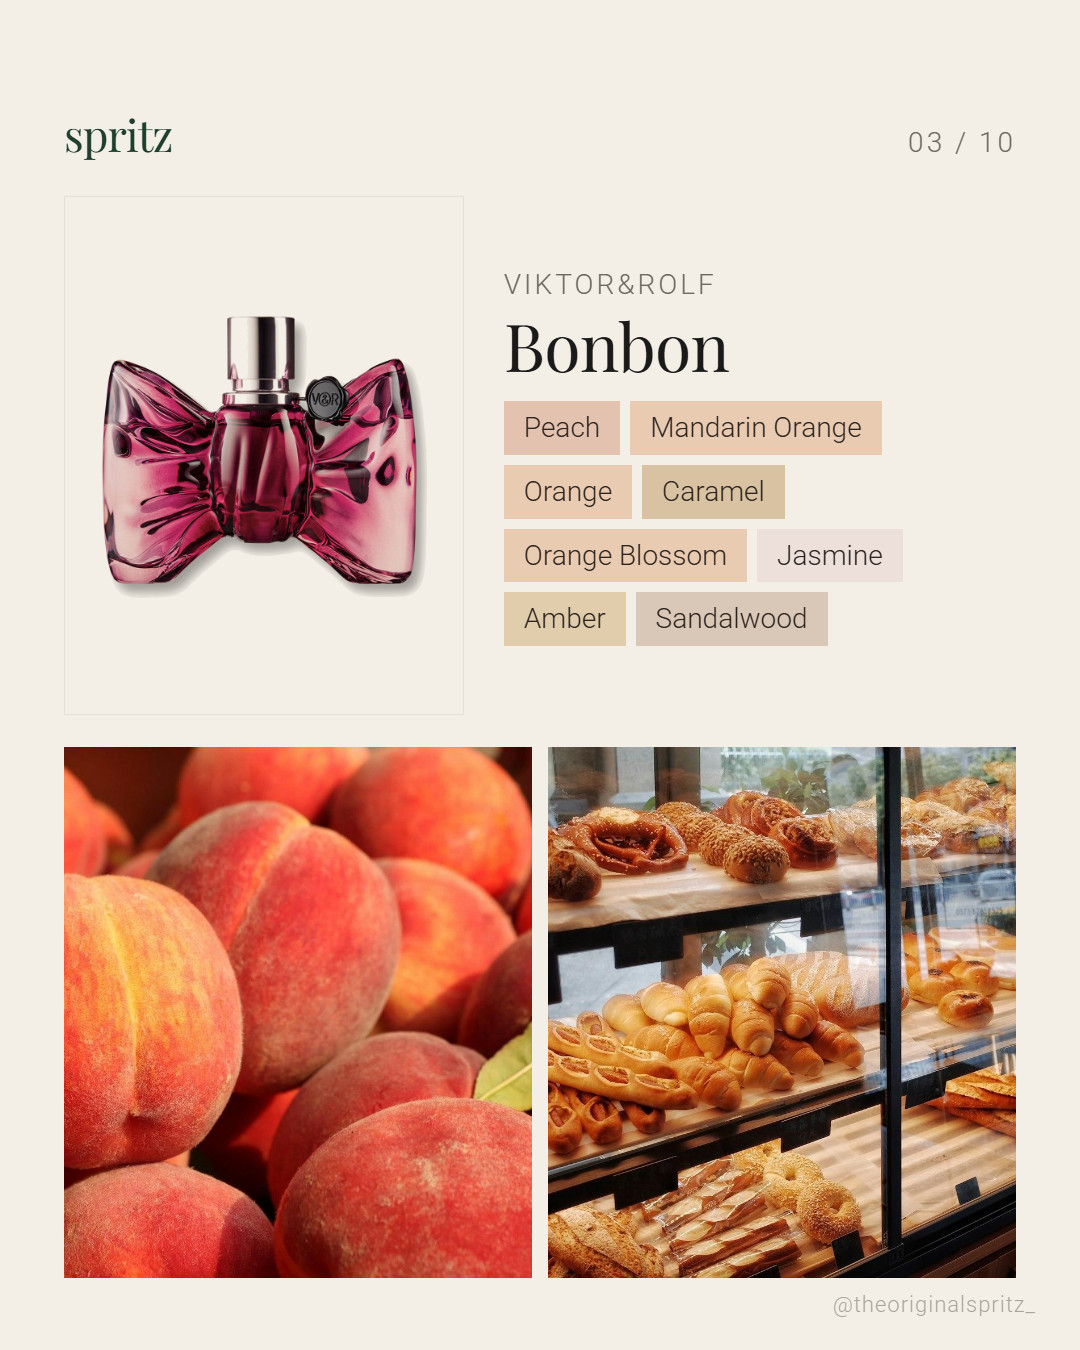 spritz
03 / 10
VIKTOR&ROLF
Bonbon
Peach
Mandarin Orange
Orange
Caramel
Orange Blossom
Jasmine
Amber
Sandalwood
V&R
@theoriginalspritz_